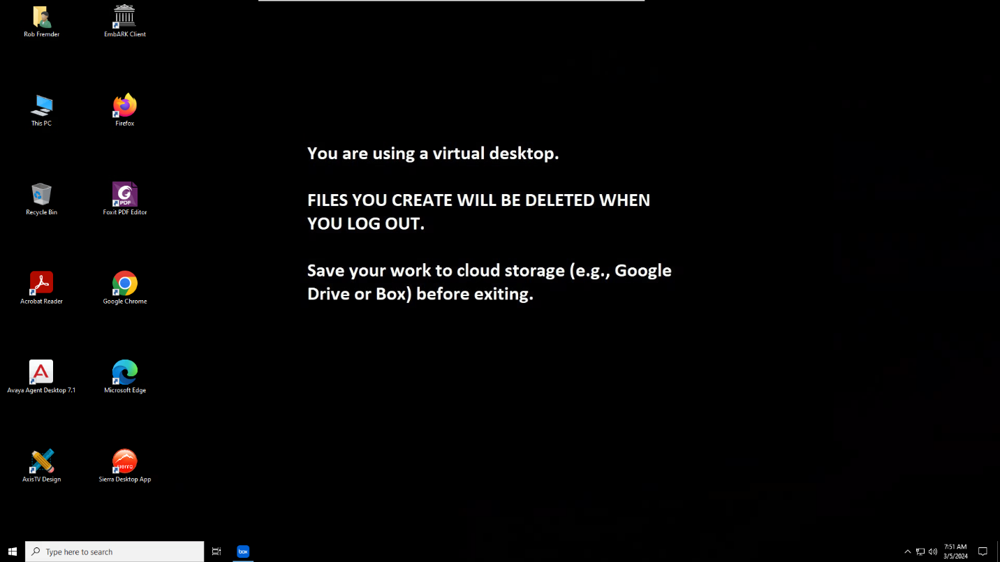 Rob Fremder
EmbARK Client
This PC
Firefox
You are using a virtual desktop.
FILES YOU CREATE WILL BE DELETED WHEN
YOU LOG OUT.
Save your work to cloud storage (e.g., Google
Drive or Box) before exiting.
Recycle Bin
PDF
Foxit PDF Editor
Acrobat Reader
Google Chrome
Avaya Agent Desktop 7.1
Microsoft Edge
AxisTV Design
sierra
Sierra Desktop App
Type here to search
box
7:51 AM
3/5/2024